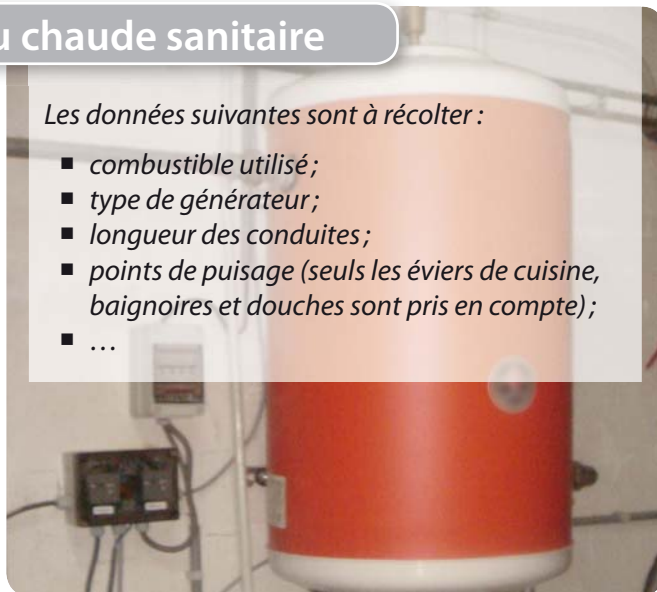 u chaude sanitaire
Les données suivantes sont à récolter :
■ combustible utilisé ;
■ type de générateur ;
■ longueur des conduites ;
■ points de puisage (seuls les éviers de cuisine,
baignoires et douches sont pris en compte) ;
■ …